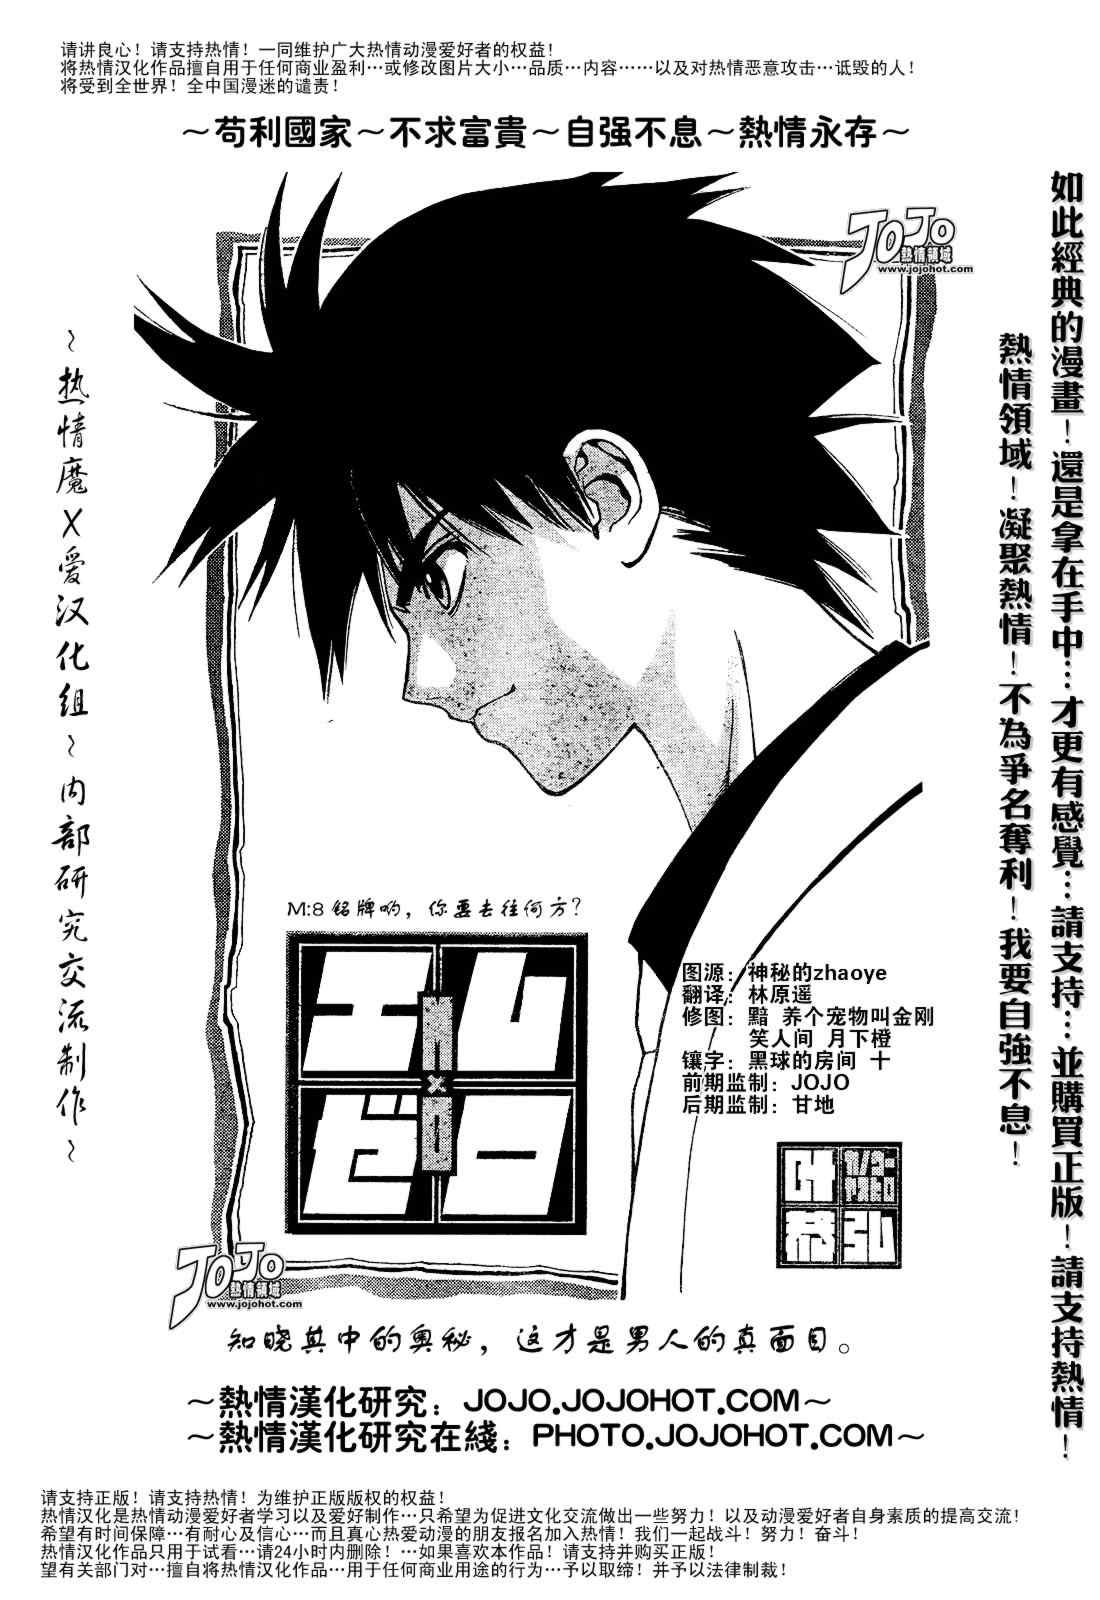 请讲良心！请支持热情！一同维护广大热情动漫爱好者的权益！
将热情汉化作品擅自用于任何商业盈利…或修改图片大小…品质…内容……以及对热情恶意攻击…诋毁的人！
将受到全世界！全中国漫迷的谴责！
～苟利國家～不求富貴～自强不息～熱情永存～
如此經典的漫畫！還是拿在手中…才更有感覺…請支持…並購買正版！請支持熱情！
熱情領域！凝聚熱情！不為爭名奪利！我要自強不息！
JOJO
熱情領域
www.jojohot.com
～热情魔X爱汉化组～内部研究交流制作～
M:8 铭牌哟，你要去往何方？
エム
M×0
ゼロ
图源：神秘的zhaoye
翻译：林原遥
修图：黯 养个宠物叫金刚
笑人间 月下橙
镶字：黑球的房间 十
前期监制：JOJO
后期监制：甘地
叶
恭弘
JOJO
熱情領域
www.jojohot.com
知晓其中的奥秘，这才是男人的真面目。
～熱情漢化研究：JOJO.JOJOHOT.COM～
～熱情漢化研究在綫：PHOTO.JOJOHOT.COM～
请支持正版！请支持热情！为维护正版版权的权益！
热情汉化是热情动漫爱好者学习以及爱好制作…只希望为促进文化交流做出一些努力！以及动漫爱好者自身素质的提高交流！
希望有时间保障…有耐心及信心…而且真心热爱动漫的朋友报名加入热情！我们一起战斗！努力！奋斗！
热情汉化作品只用于试看…请24小时内删除！…如果喜欢本作品！请支持并购买正版！
望有关部门对…擅自将热情汉化作品…用于任何商业用途的行为…予以取缔！并予以法律制裁！